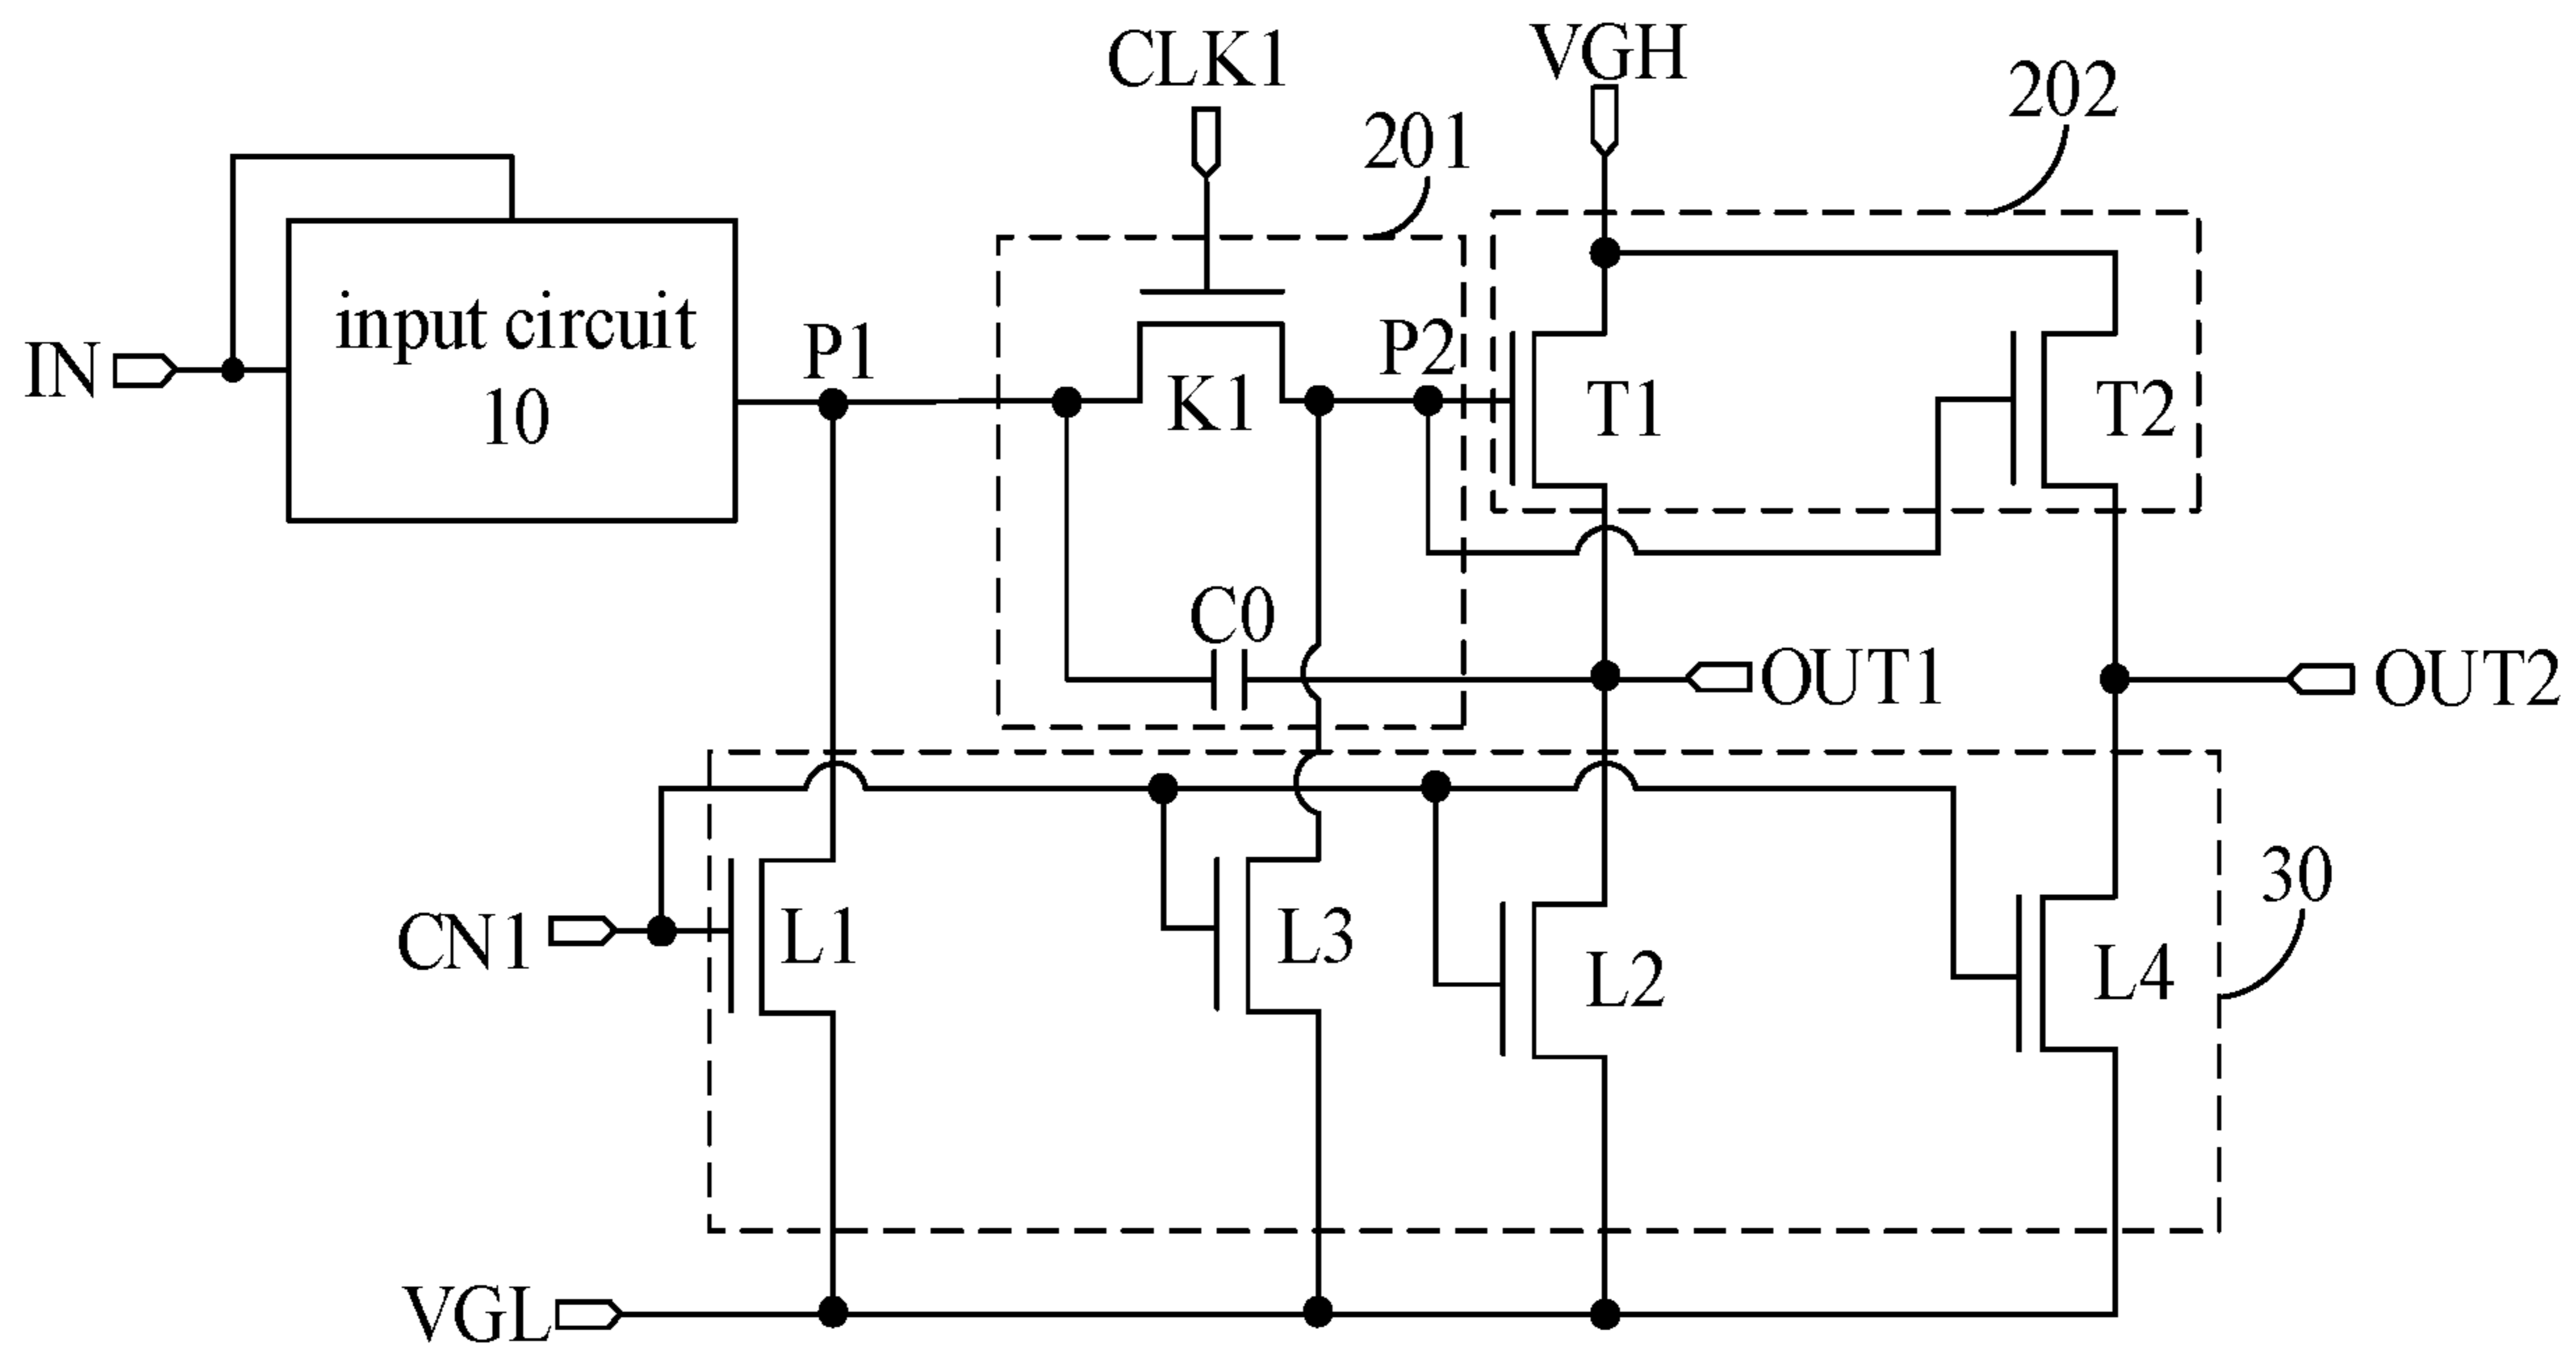 CLK1
VGH
202
201
input circuit
10
IN
P1
P2
K1
T1
T2
C0
OUT1
OUT2
30
CN1
L1
L3
L2
L4
VGL